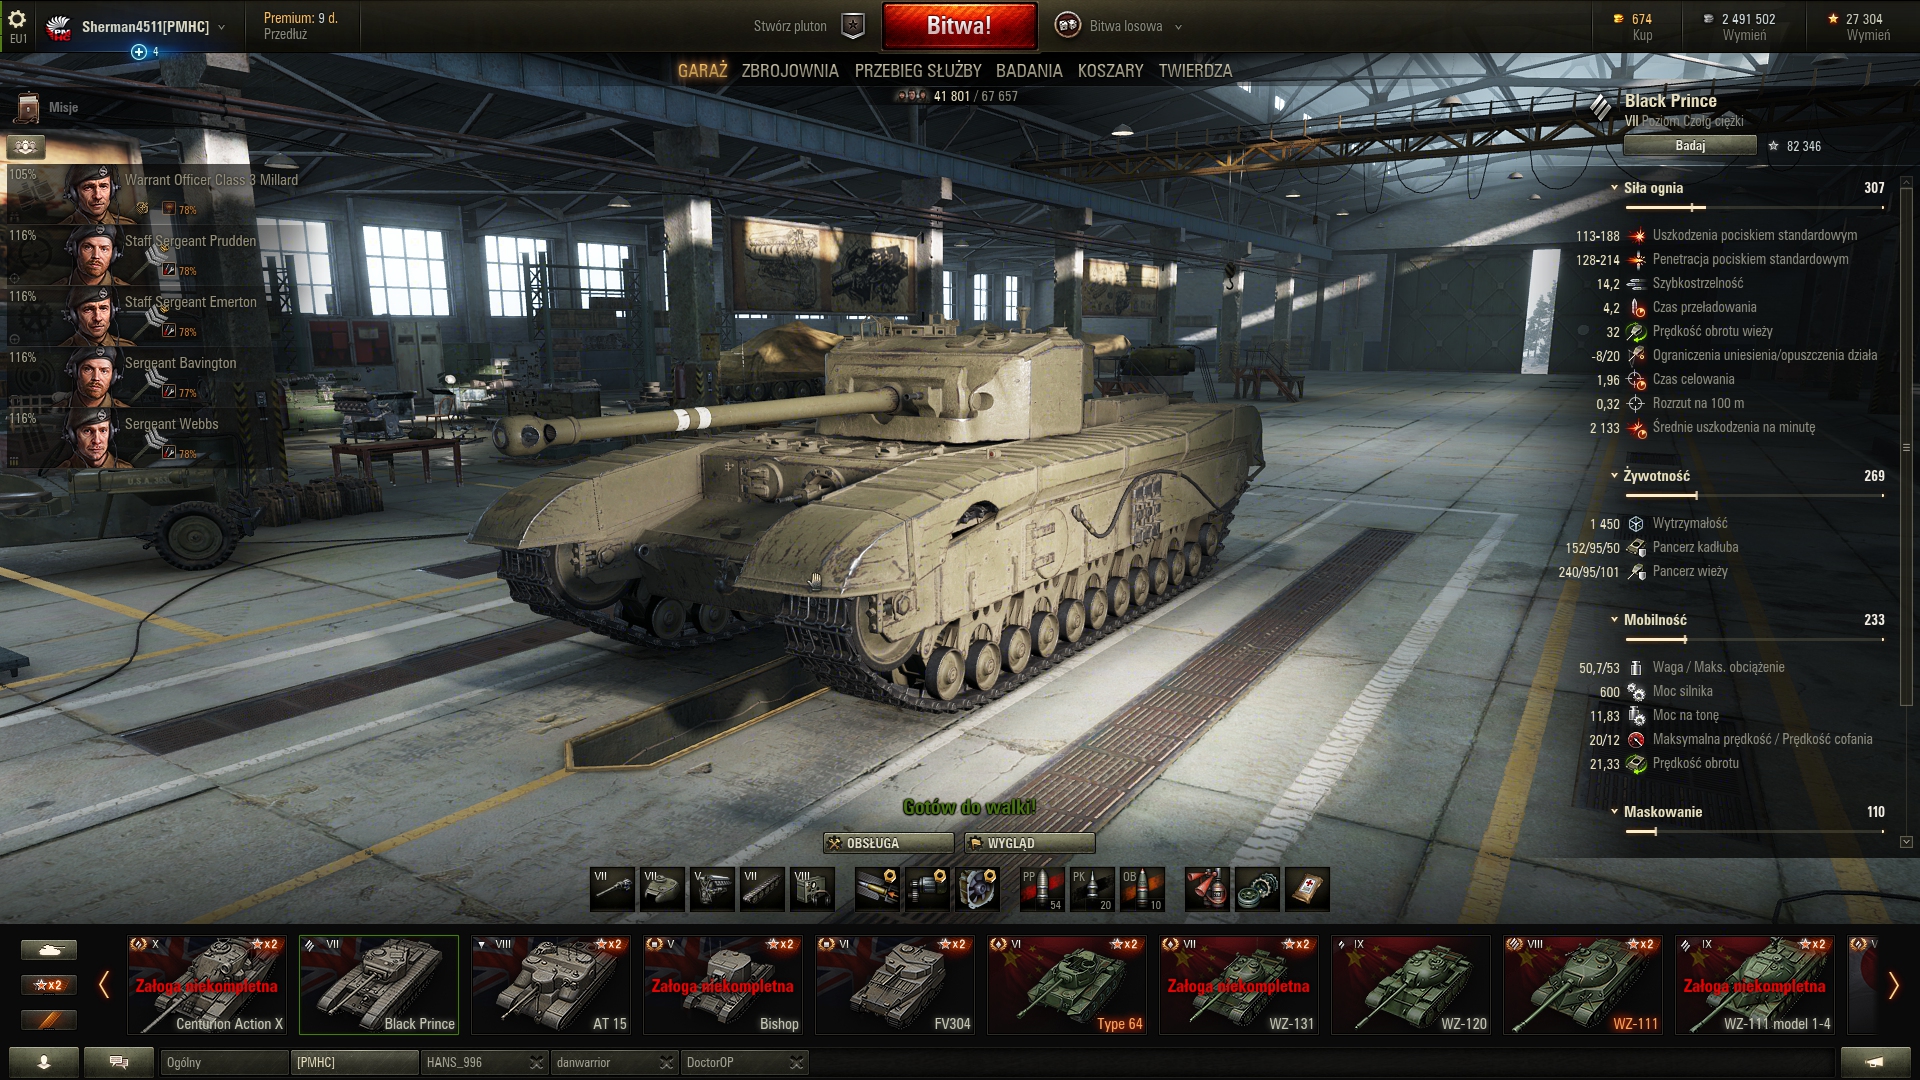 EU1
Sherman4511[PMHC]
4
Premium: 9 d.
Przedłuż
Stwórz pluton
Bitwa!
Bitwa losowa
674
Kup
2 491 502
Wymień
27 304
Wymień
GARAŻ ZBROJOWNIA PRZEBIEG SŁUŻBY BADANIA KOSZARY TWIERDZA
41 801 / 67 657
Misje
105%
Warrant Officer Class 3 Millard
78%
116%
Staff Sergeant Prudden
78%
116%
Staff Sergeant Emerton
78%
116%
Sergeant Bavington
77%
116%
Sergeant Webbs
78%
Black Prince
VII Poziom Czołg ciężki
Badaj
82 346
Siła ognia 307
113-188 Uszkodzenia pociskiem standardowym
128-214 Penetracja pociskiem standardowym
14,2 Szybkostrzelność
4,2 Czas przeładowania
32 Prędkość obrotu wieży
-8/20 Ograniczenia uniesienia/opuszczenia działa
1,96 Czas celowania
0,32 Rozrzut na 100 m
2 133 Średnie uszkodzenia na minutę
Żywotność 269
1 450 Wytrzymałość
152/95/50 Pancerz kadłuba
240/95/101 Pancerz wieży
Mobilność 233
50,7/53 Waga / Maks. obciążenie
600 Moc silnika
11,83 Moc na tonę
20/12 Maksymalna prędkość / Prędkość cofania
21,33 Prędkość obrotu
Maskowanie 110
Gotów do walki!
OBSŁUGA
WYGLĄD
VII
VII
V
VII
VIII
PP 54
PK 20
OB 10
x2
X x2
Załoga niekompletna
Centurion Action X
VII
Black Prince
VIII x2
AT 15
V x2
Załoga niekompletna
Bishop
VI x2
FV304
VI x2
Type 64
VII x2
Załoga niekompletna
WZ-131
IX
WZ-120
VIII x2
WZ-111
IX x2
Załoga niekompletna
WZ-111 model 1-4
Ogólny
[PMHC]
HANS_996
danwarrior
DoctorOP